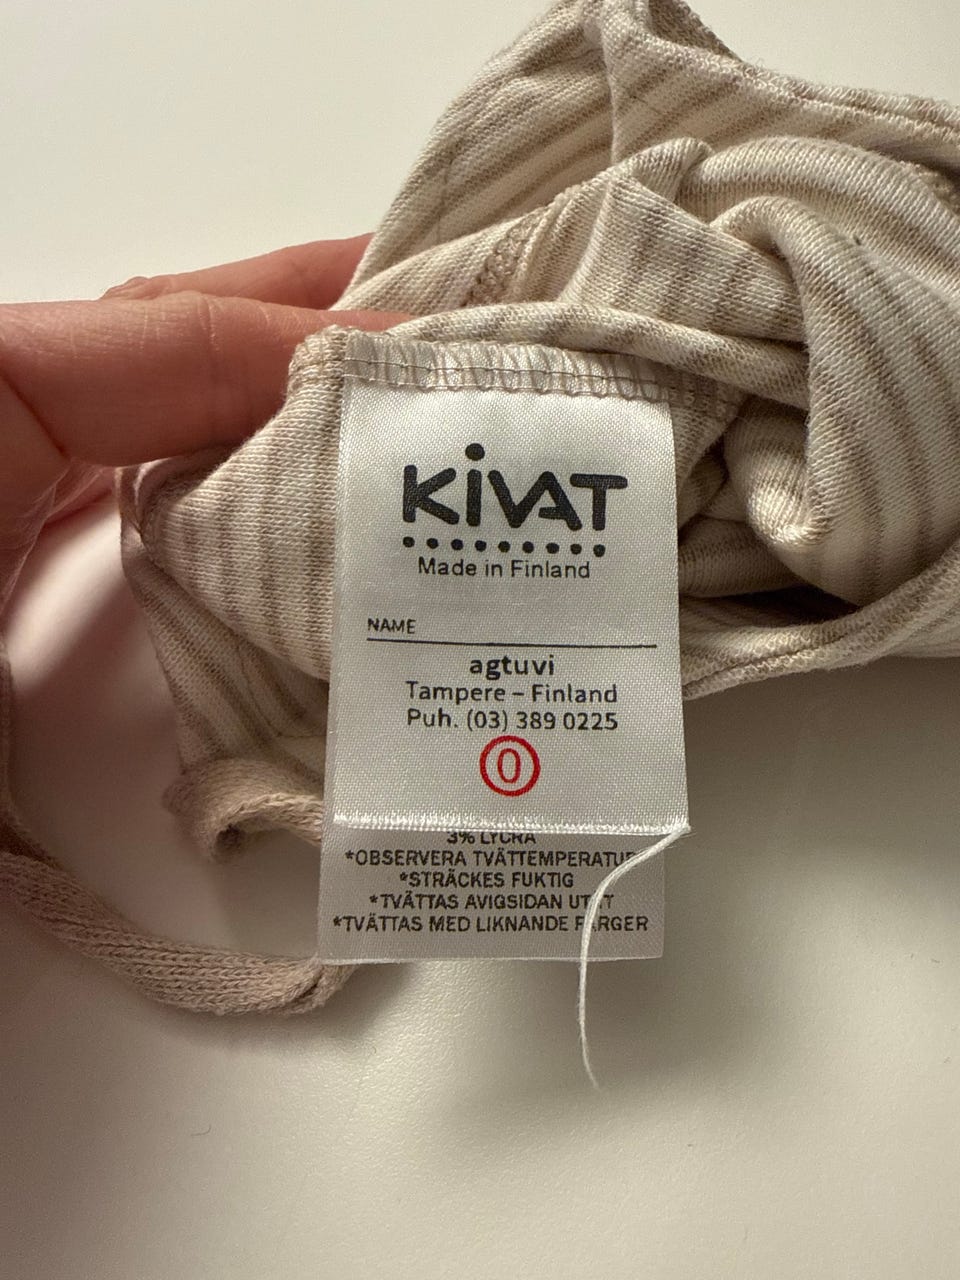 KiVAT
Made in Finland
NAME
agtuvi
Tampere – Finland
Puh. (03) 389 0225
0
3% LYCRA
*OBSERVERA TVÄTTEMPERATUR
*STRÄCKES FUKTIG
*TVÄTTAS AVIGSIDAN UTÅT
*TVÄTTAS MED LIKNANDE FÄRGER